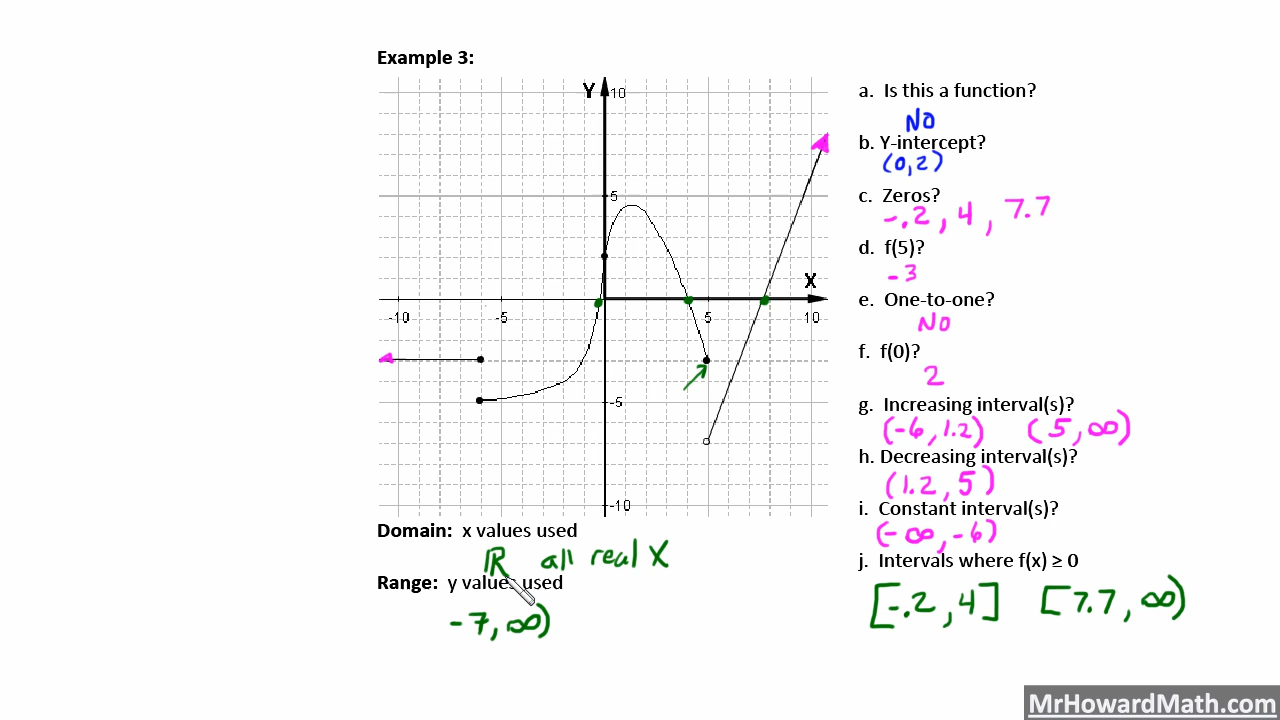 Example 3:
Y
10
5
X
-10
-5
5
10
-5
-10
a. Is this a function?
NO
b. Y-intercept?
(0,2)
c. Zeros?
-.2, 4, 7.7
d. f(5)?
-3
e. One-to-one?
NO
f. f(0)?
2
g. Increasing interval(s)?
(-6, 1.2) (5, ∞)
h. Decreasing interval(s)?
(1.2, 5)
i. Constant interval(s)?
(-∞, -6)
j. Intervals where f(x) ≥ 0
[-.2, 4] [7.7, ∞)
Domain: x values used
ℝ all real X
Range: y values used
-7, ∞)
MrHowardMath.com